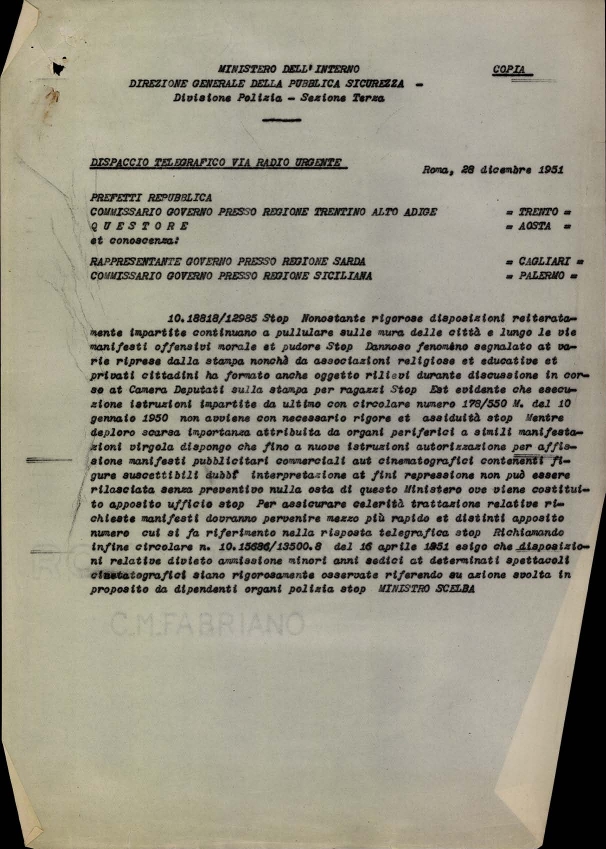 MINISTERO DELL'INTERNO
COPIA
DIREZIONE GENERALE DELLA PUBBLICA SICUREZZA -
Divisione Polizia - Sezione Terza
DISPACCIO TELEGRAFICO VIA RADIO URGENTE
Roma, 28 dicembre 1951
PREFETTI REPUBBLICA
COMMISSARIO GOVERNO PRESSO REGIONE TRENTINO ALTO ADIGE = TRENTO =
Q U E S T O R E = AOSTA =
et conoscenza:
RAPPRESENTANTE GOVERNO PRESSO REGIONE SARDA = CAGLIARI =
COMMISSARIO GOVERNO PRESSO REGIONE SICILIANA = PALERMO =
10.18818/12985 Stop Nonostante rigorose disposizioni reiterata-
mente impartite continuano a pullulare sulle mura delle città e lungo le vie
manifesti offensivi morale et pudore Stop Dannoso fenomeno segnalato at va-
rie riprese dalla stampa nonchè da associazioni religiose et educative et
privati cittadini ha formato anche oggetto rilievi durante discussione in cor-
se at Camera Deputati sulla stampa per ragazzi Stop Est evidente che esecu-
zione istruzioni impartite da ultimo con circolare numero 178/550 M. del 10
gennaio 1950 non avviene con necessario rigore et assiduità stop Mentre
deploro scarsa importanza attribuita da organi periferici a simili manifesta-
zioni virgola dispongo che fino a nuove istruzioni autorizzazione per affis-
sione manifesti pubblicitari commerciali aut cinematografici contenenti fi-
gure suscettibili dubbi interpretazione at fini repressione non può essere
rilasciata senza preventivo nulla osta di questo Ministero ove viene costitui-
to apposito ufficio stop Per assicurare celerità trattazione relative ri-
chieste manifesti dovranno pervenire mezzo più rapido et distinti apposito
numero cui si fa riferimento nella risposta telegrafica stop Richiamando
infine circolare n. 10.15686/13500.8 del 16 aprile 1951 esigo che disposizio-
ni relative divieto ammissione minori anni sedici at determinati spettacoli
cinematografici siano rigorosamente osservate riferendo su azione svolta in
proposito da dipendenti organi polizia stop MINISTRO SCELBA
C.M.FABRIANO